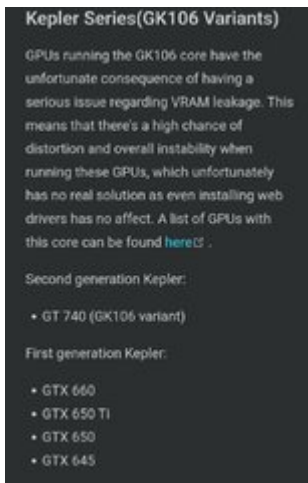 Kepler Series(GK106 Variants)
GPUs running the GK106 core have the
unfortunate consequence of having a
serious issue regarding VRAM leakage. This
means that there's a high chance of
distortion and overall instability when
running these GPUs, which unfortunately
has no real solution as even installing web
drivers has no affect. A list of GPUs with
this core can be found here .
Second generation Kepler:
• GT 740 (GK106 variant)
First generation Kepler:
• GTX 660
• GTX 650 Ti
• GTX 650
• GTX 645